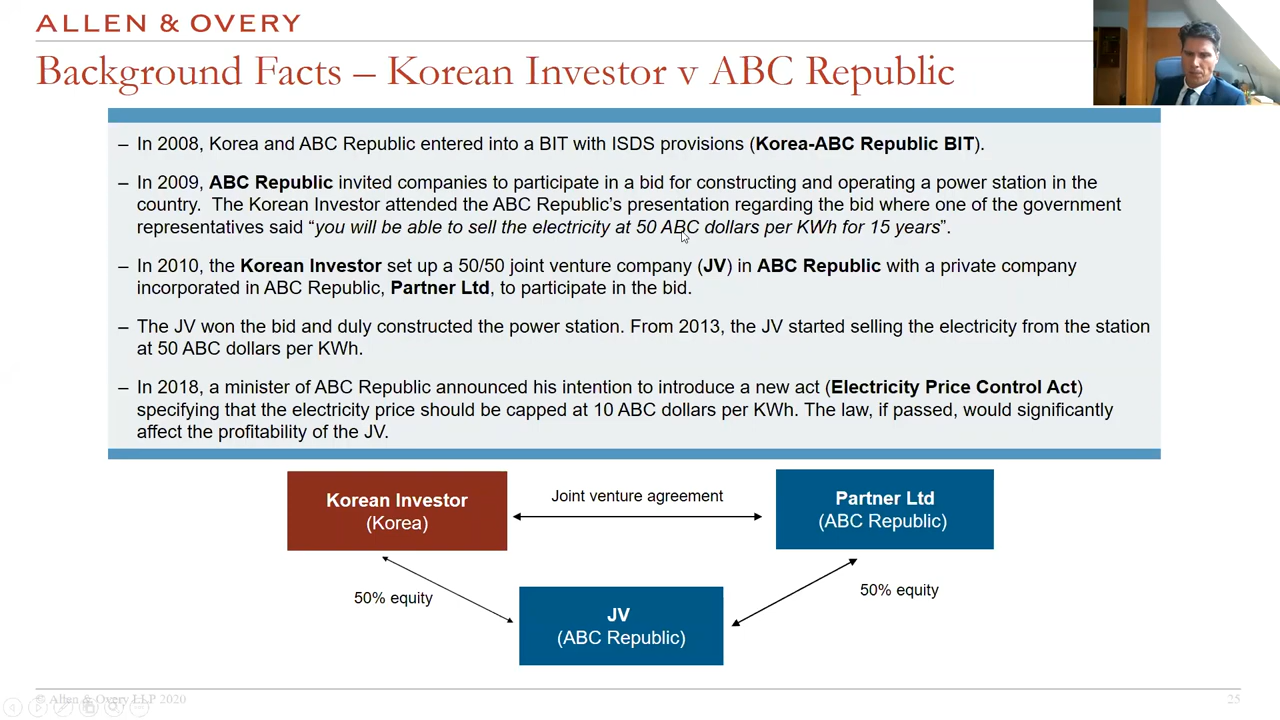 ALLEN & OVERY
Background Facts – Korean Investor v ABC Republic
– In 2008, Korea and ABC Republic entered into a BIT with ISDS provisions (Korea-ABC Republic BIT).
– In 2009, ABC Republic invited companies to participate in a bid for constructing and operating a power station in the
country. The Korean Investor attended the ABC Republic's presentation regarding the bid where one of the government
representatives said “you will be able to sell the electricity at 50 ABC dollars per KWh for 15 years”.
– In 2010, the Korean Investor set up a 50/50 joint venture company (JV) in ABC Republic with a private company
incorporated in ABC Republic, Partner Ltd, to participate in the bid.
– The JV won the bid and duly constructed the power station. From 2013, the JV started selling the electricity from the station
at 50 ABC dollars per KWh.
– In 2018, a minister of ABC Republic announced his intention to introduce a new act (Electricity Price Control Act)
specifying that the electricity price should be capped at 10 ABC dollars per KWh. The law, if passed, would significantly
affect the profitability of the JV.
Korean Investor
(Korea)
Joint venture agreement
Partner Ltd
(ABC Republic)
50% equity
50% equity
JV
(ABC Republic)
© Allen & Overy LLP 2020
25